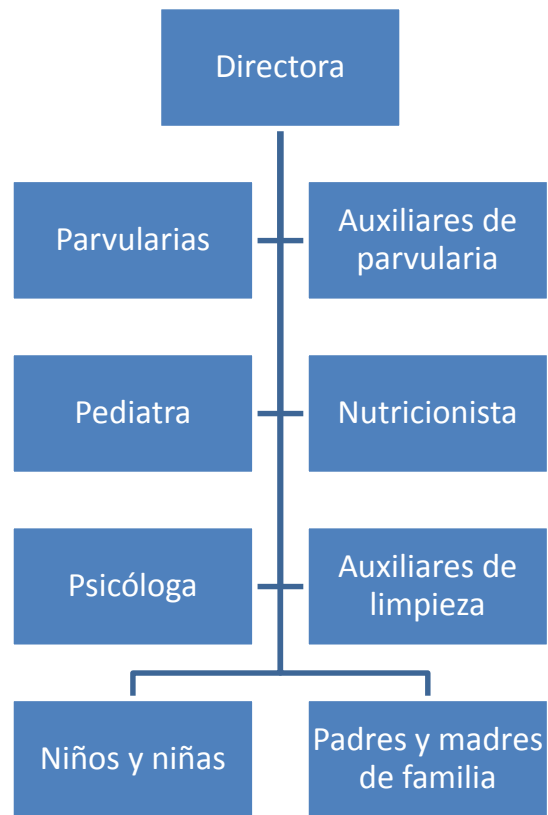 Directora
Parvularias
Auxiliares de
parvularia
Pediatra
Nutricionista
Psicóloga
Auxiliares de
limpieza
Niños y niñas
Padres y madres
de familia